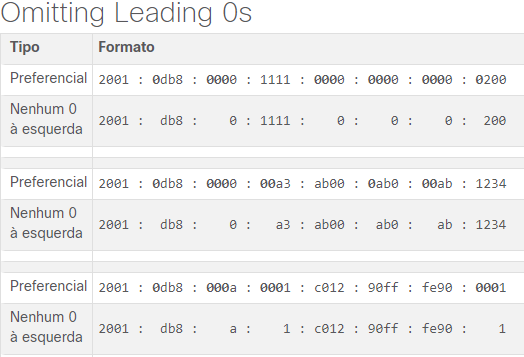 Omitting Leading 0s
Tipo Formato
Preferencial 2001 : 0db8 : 0000 : 1111 : 0000 : 0000 : 0000 : 0200
Nenhum 0
à esquerda 2001 : db8 : 0 : 1111 : 0 : 0 : 0 : 200
Preferencial 2001 : 0db8 : 0000 : 00a3 : ab00 : 0ab0 : 00ab : 1234
Nenhum 0
à esquerda 2001 : db8 : 0 : a3 : ab00 : ab0 : ab : 1234
Preferencial 2001 : 0db8 : 000a : 0001 : c012 : 90ff : fe90 : 0001
Nenhum 0
à esquerda 2001 : db8 : a : 1 : c012 : 90ff : fe90 : 1